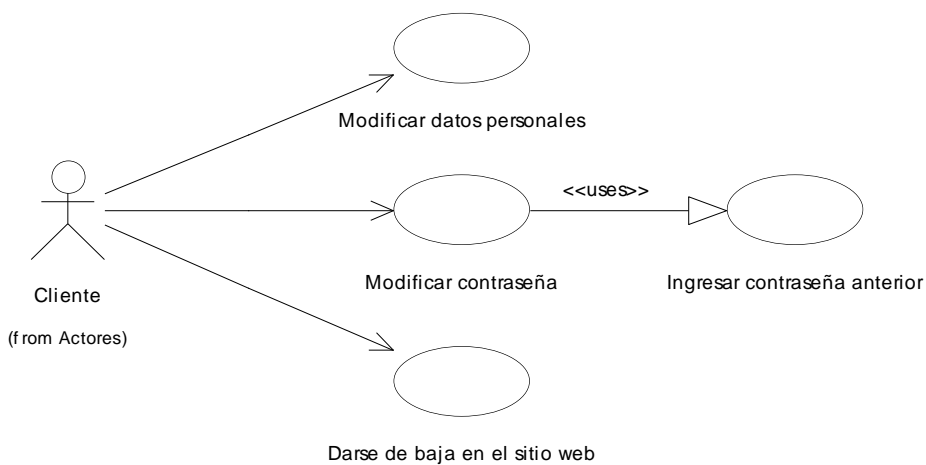 Modificar datos personales
<<uses>>
Cliente
(from Actores)
Modificar contraseña
Ingresar contraseña anterior
Darse de baja en el sitio web